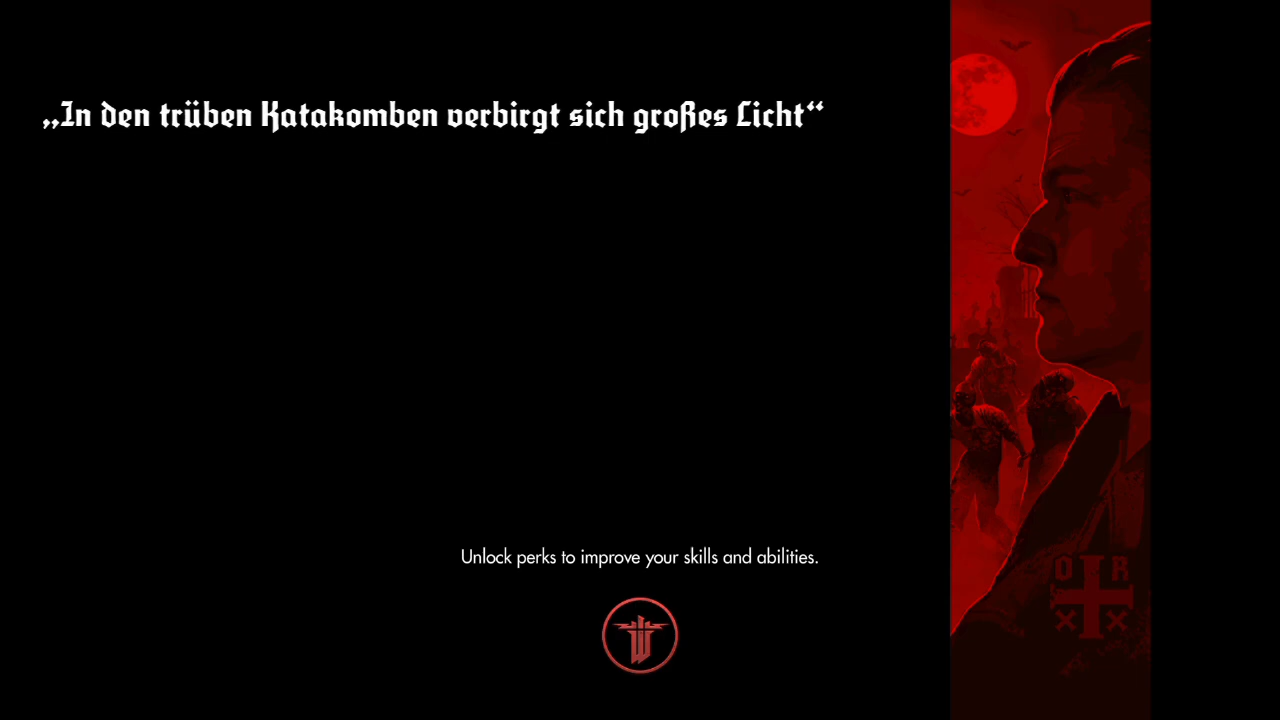 „In den trüben Katakomben verbirgt sich großes Licht“
Unlock perks to improve your skills and abilities.
O R
X X